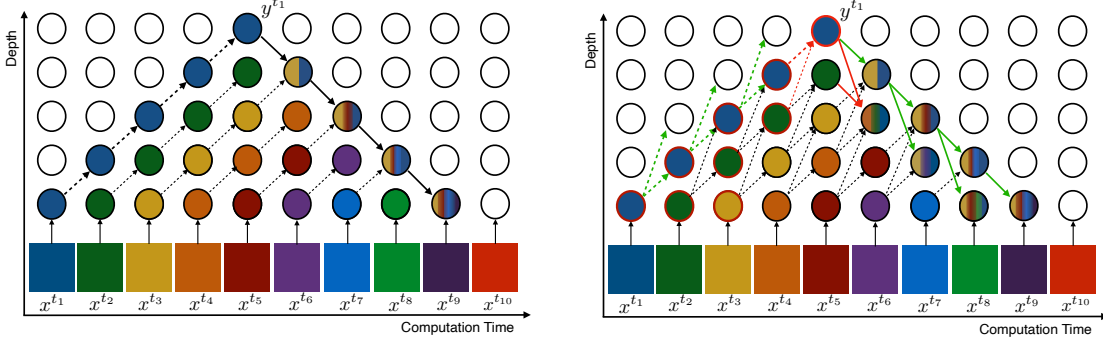 y^{t_1}
Depth
x^{t_1} x^{t_2} x^{t_3} x^{t_4} x^{t_5} x^{t_6} x^{t_7} x^{t_8} x^{t_9} x^{t_{10}}
Computation Time
y^{t_1}
Depth
x^{t_1} x^{t_2} x^{t_3} x^{t_4} x^{t_5} x^{t_6} x^{t_7} x^{t_8} x^{t_9} x^{t_{10}}
Computation Time